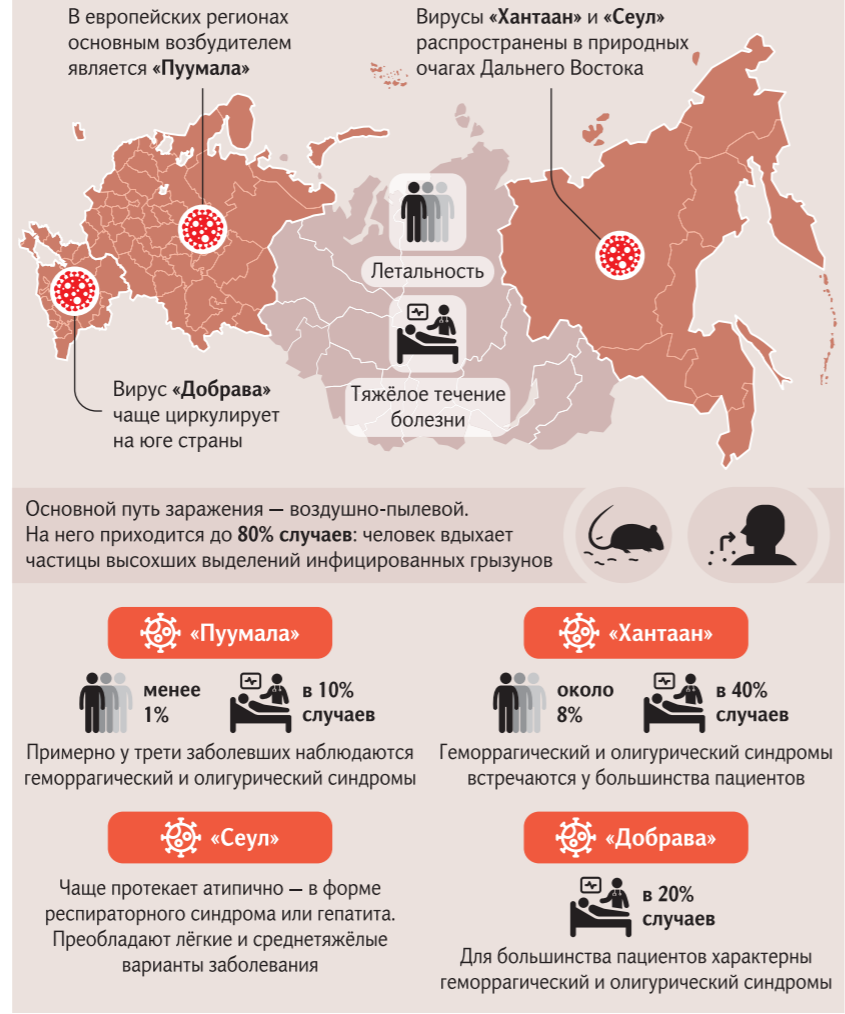 В европейских регионах
основным возбудителем
является «Пуумала»
Вирусы «Хантаан» и «Сеул»
распространены в природных
очагах Дальнего Востока
Летальность
Тяжёлое течение
болезни
Вирус «Добрава»
чаще циркулирует
на юге страны
Основной путь заражения — воздушно-пылевой.
На него приходится до 80% случаев: человек вдыхает
частицы высохших выделений инфицированных грызунов
«Пуумала»
менее
1%
в 10%
случаев
Примерно у трети заболевших наблюдаются
геморрагический и олигурический синдромы
«Хантаан»
около
8%
в 40%
случаев
Геморрагический и олигурический синдромы
встречаются у большинства пациентов
«Сеул»
Чаще протекает атипично — в форме
респираторного синдрома или гепатита.
Преобладают лёгкие и среднетяжёлые
варианты заболевания
«Добрава»
в 20%
случаев
Для большинства пациентов характерны
геморрагический и олигурический синдромы